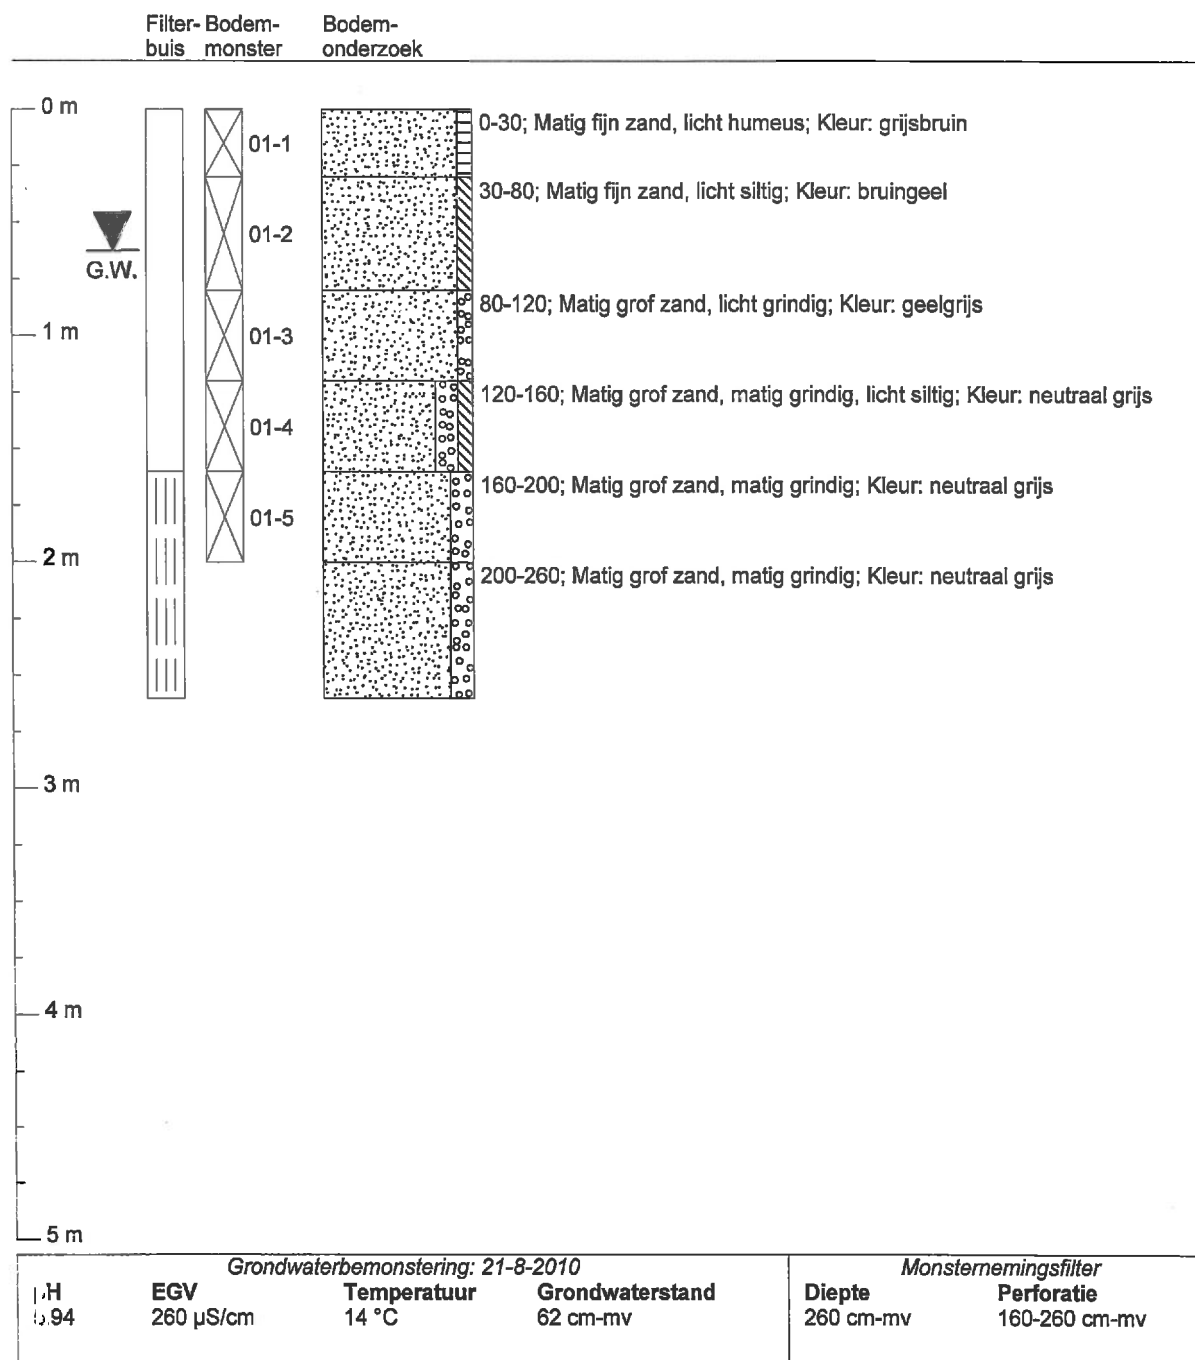 Filter- Bodem- Bodem-
buis monster onderzoek
0 m
0-30; Matig fijn zand, licht humeus; Kleur: grijsbruin
01-1
30-80; Matig fijn zand, licht siltig; Kleur: bruingeel
01-2
G.W.
80-120; Matig grof zand, licht grindig; Kleur: geelgrijs
1 m
01-3
120-160; Matig grof zand, matig grindig, licht siltig; Kleur: neutraal grijs
01-4
160-200; Matig grof zand, matig grindig; Kleur: neutraal grijs
01-5
2 m
200-260; Matig grof zand, matig grindig; Kleur: neutraal grijs
3 m
4 m
5 m
Grondwaterbemonstering: 21-8-2010 Monsternemingsfilter
pH EGV Temperatuur Grondwaterstand Diepte Perforatie
260 µS/cm 14 °C 62 cm-mv 260 cm-mv 160-260 cm-mv